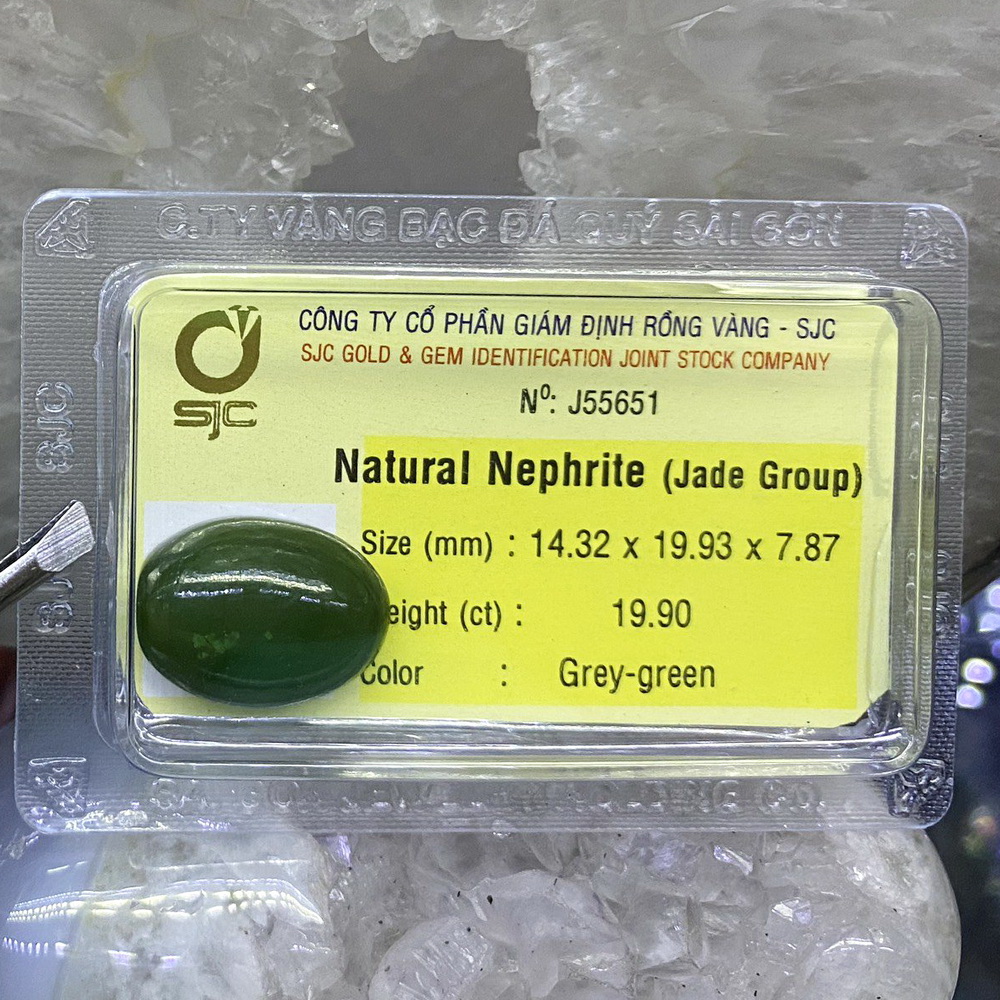 C.TY VÀNG BẠC ĐÁ QUÝ SÀI GÒN
CÔNG TY CỔ PHẦN GIÁM ĐỊNH RỒNG VÀNG - SJC
SJC GOLD & GEM IDENTIFICATION JOINT STOCK COMPANY
SJC
Nº: J55651
Natural Nephrite (Jade Group)
Size (mm) : 14.32 x 19.93 x 7.87
eight (ct) : 19.90
Color : Grey-green
SJC